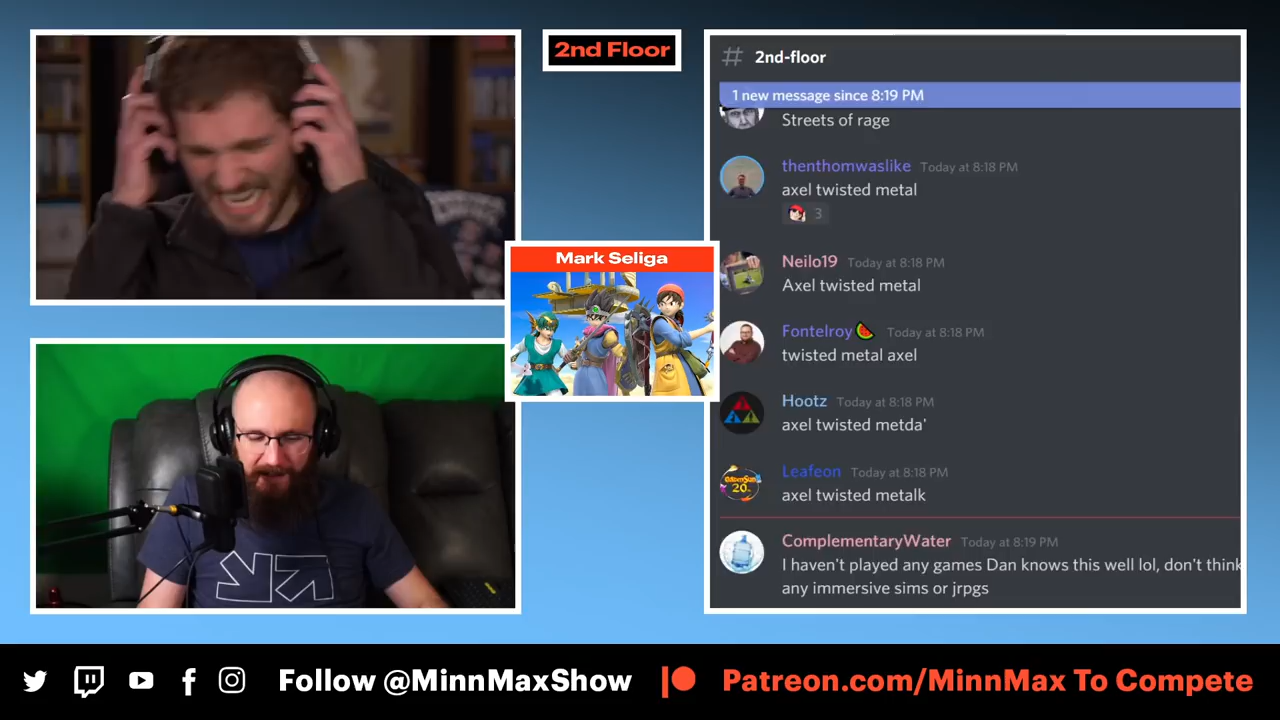 2nd Floor
Mark Seliga
# 2nd-floor
1 new message since 8:19 PM
Streets of rage
thenthomwaslike Today at 8:18 PM
axel twisted metal
3
Neilo19 Today at 8:18 PM
Axel twisted metal
Fontelroy Today at 8:18 PM
twisted metal axel
Hootz Today at 8:18 PM
axel twisted metda'
Leafeon Today at 8:18 PM
axel twisted metalk
20
ComplementaryWater Today at 8:19 PM
I haven't played any games Dan knows this well lol, don't think
any immersive sims or jrpgs
Follow @MinnMaxShow
Patreon.com/MinnMax To Compete